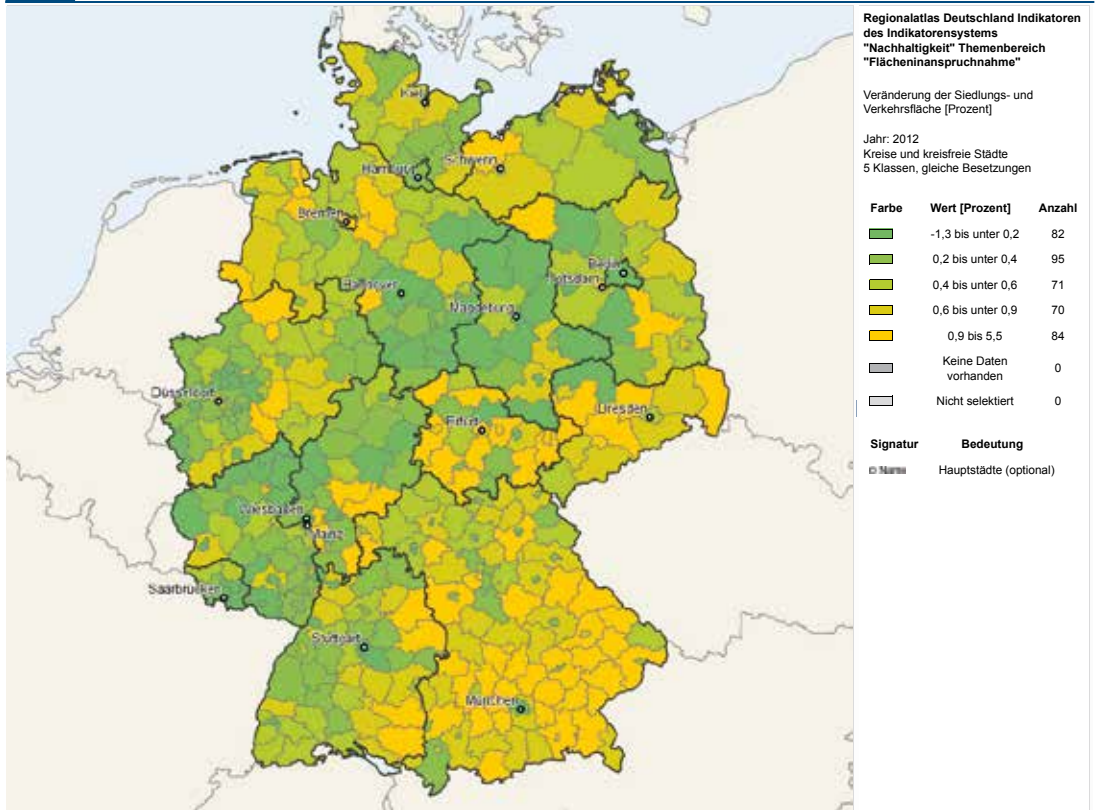 Regionalatlas Deutschland Indikatoren
des Indikatorensystems
"Nachhaltigkeit" Themenbereich
"Flächeninanspruchnahme"
Veränderung der Siedlungs- und
Verkehrsfläche [Prozent]
Jahr: 2012
Kreise und kreisfreie Städte
5 Klassen, gleiche Besetzungen
Farbe Wert [Prozent] Anzahl
-1,3 bis unter 0,2 82
0,2 bis unter 0,4 95
0,4 bis unter 0,6 71
0,6 bis unter 0,9 70
0,9 bis 5,5 84
Keine Daten
vorhanden 0
Nicht selektiert 0
Signatur Bedeutung
Name Hauptstädte (optional)
Kiel
Schwerin
Hamburg
Bremen
Berlin
Potsdam
Hannover
Magdeburg
Düsseldorf
Dresden
Erfurt
Wiesbaden
Mainz
Saarbrücken
Stuttgart
München